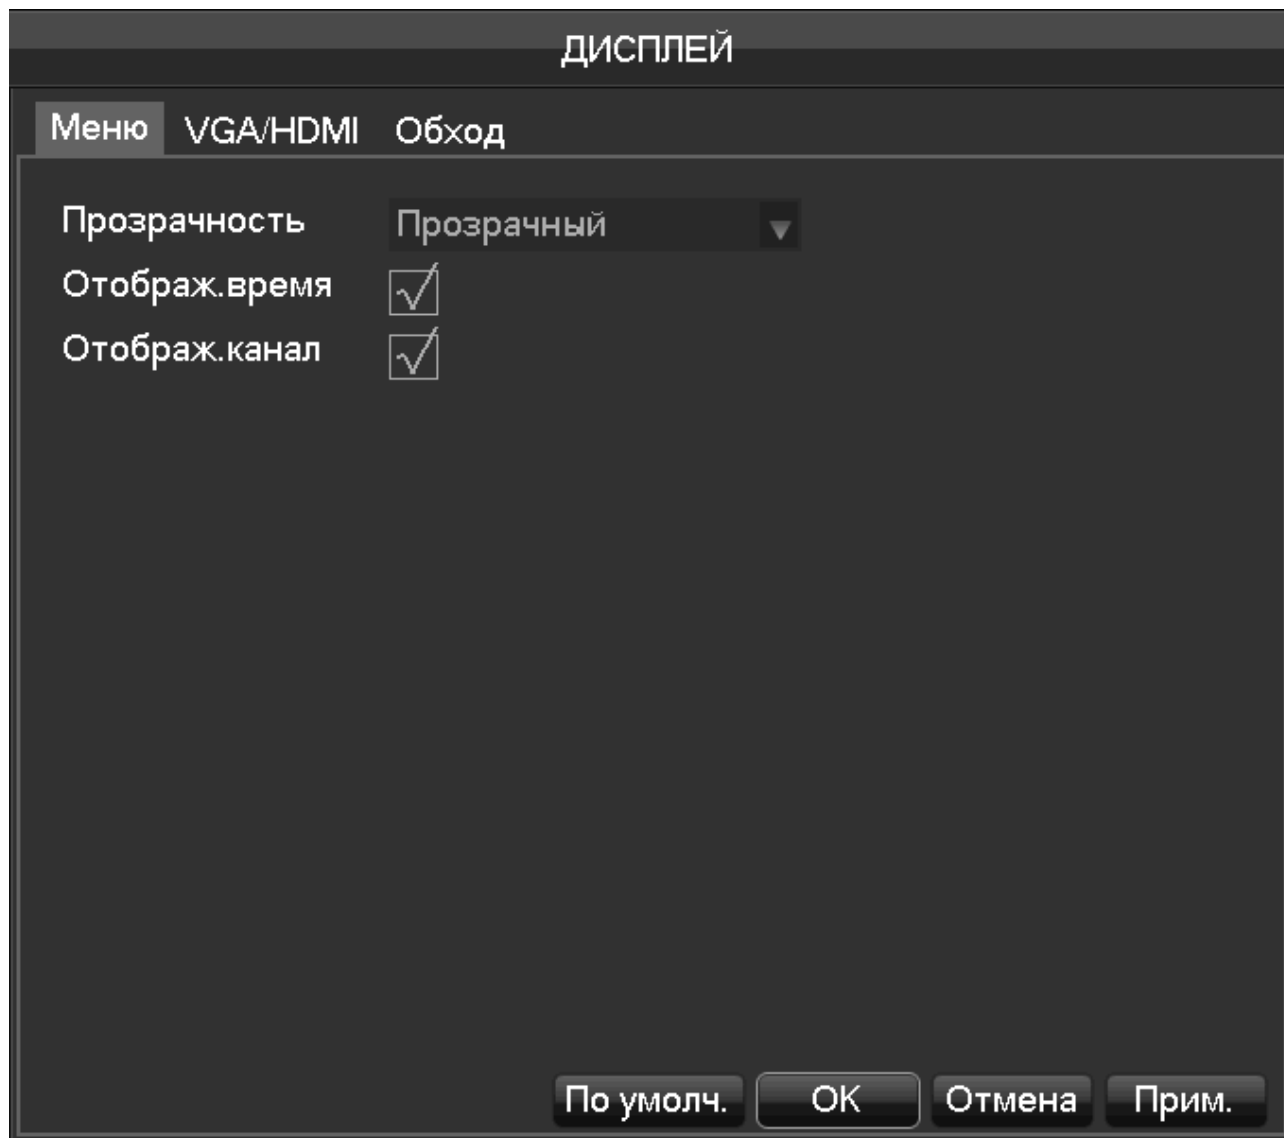 ДИСПЛЕЙ
Меню VGA/HDMI Обход
Прозрачность Прозрачный
Отображ.время
Отображ.канал
По умолч. OK Отмена Прим.